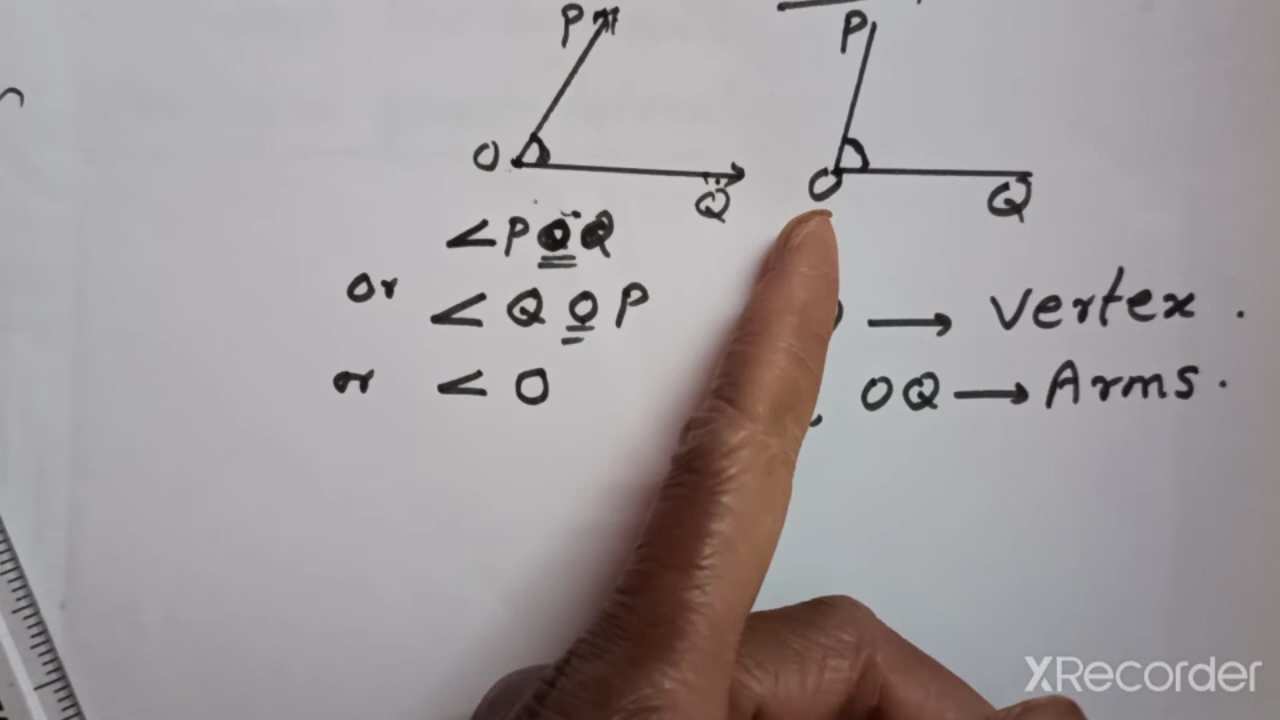 P P
O Q O Q
<POQ
or <QOP
or <O
→ Vertex.
, OQ → Arms.
XRecorder